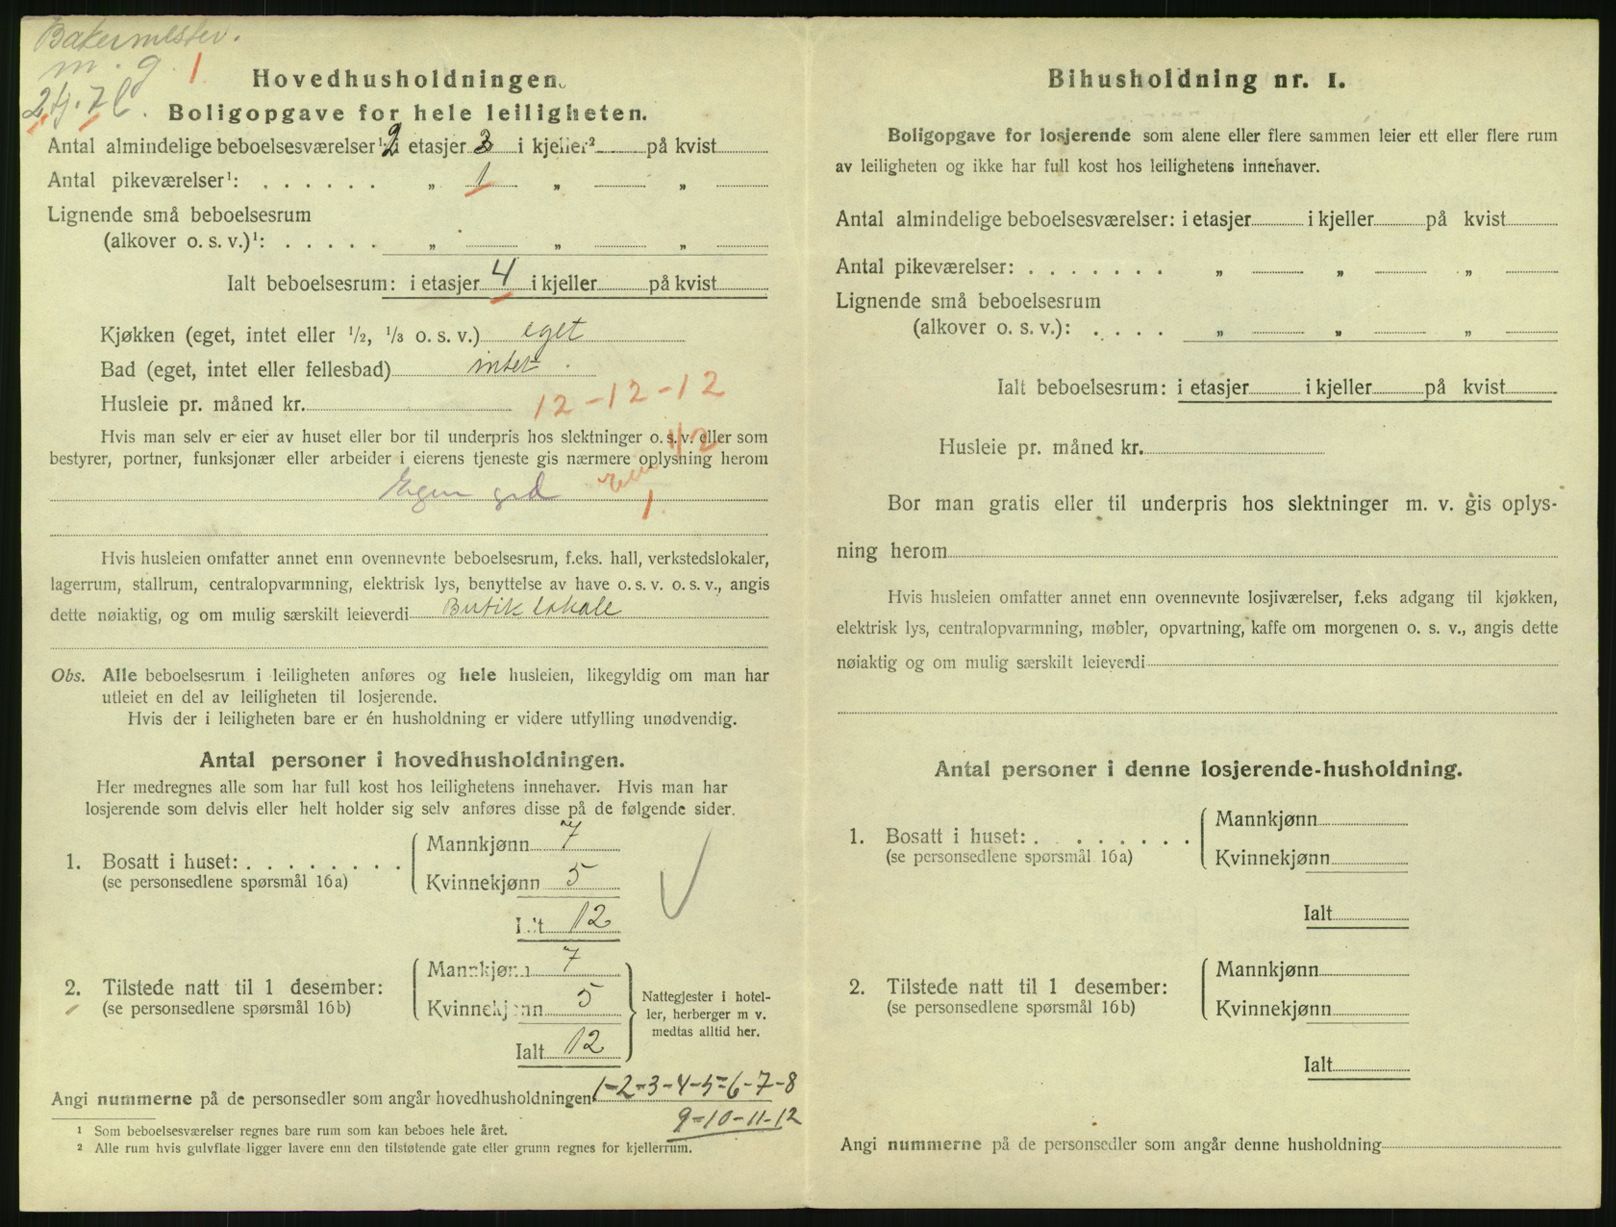 Bakermester.
m. g. 1
2 tj. 7 l.
Hovedhusholdningen.
Boligopgave for hele leiligheten.
Antal almindelige beboelsesværelser¹: i etasjer 3 i kjeller² på kvist
Antal pikeværelser¹: . . . . . . „ 1 „ „
Lignende små beboelsesrum
(alkover o. s. v.)¹: . . . . . „ „ „
Ialt beboelsesrum: i etasjer 4 i kjeller på kvist
Kjøkken (eget, intet eller ½, ⅓ o. s. v.) eget
Bad (eget, intet eller fellesbad) intet.
Husleie pr. måned kr. 12-12-12
1/2
Hvis man selv er eier av huset eller bor til underpris hos slektninger o. s. v. eller som
bestyrer, portner, funksjonær eller arbeider i eierens tjeneste gis nærmere oplysning herom
Egen grd
1
Hvis husleien omfatter annet enn ovennevnte beboelsesrum, f.eks. hall, verkstedslokaler,
lagerrum, stallrum, centralopvarmning, elektrisk lys, benyttelse av have o. s. v. o. s. v., angis
dette nøiaktig, og om mulig særskilt leieverdi Butik lokale
Obs. Alle beboelsesrum i leiligheten anføres og hele husleien, likegyldig om man har
utleiet en del av leiligheten til losjerende.
Hvis der i leiligheten bare er én husholdning er videre utfylling unødvendig.
Antal personer i hovedhusholdningen.
Her medregnes alle som har full kost hos leilighetens innehaver. Hvis man har
losjerende som delvis eller helt holder sig selv anføres disse på de følgende sider.
1. Bosatt i huset: . . . . . . . .
(se personsedlene spørsmål 16a)
Mannkjønn 7
Kvinnekjønn 5
Ialt 12
2. Tilstede natt til 1 desember:
(se personsedlene spørsmål 16b)
Mannkjønn 7
Kvinnekjønn 5
Ialt 12
Nattegjester i hotel-
ler, herberger m v.
medtas alltid her.
Angi nummerne på de personsedler som angår hovedhusholdningen 1-2-3-4-5-6-7-8
9-10-11-12
¹ Som beboelsesværelser regnes bare rum som kan beboes hele året.
² Alle rum hvis gulvflate ligger lavere enn den tilstøtende gate eller grunn regnes for kjellerrum.
Bihusholdning nr. 1.
Boligopgave for losjerende som alene eller flere sammen leier ett eller flere rum
av leiligheten og ikke har full kost hos leilighetens innehaver.
Antal almindelige beboelsesværelser: i etasjer i kjeller på kvist
Antal pikeværelser: . . . . . . . „ „ „
Lignende små beboelsesrum
(alkover o. s. v.): . . . . „ „ „
Ialt beboelsesrum: i etasjer i kjeller på kvist
Husleie pr. måned kr.
Bor man gratis eller til underpris hos slektninger m. v. gis oplys-
ning herom
Hvis husleien omfatter annet enn ovennevnte losjiværelser, f.eks adgang til kjøkken,
elektrisk lys, centralopvarmning, møbler, opvartning, kaffe om morgenen o. s. v., angis dette
nøiaktig og om mulig særskilt leieverdi
Antal personer i denne losjerende-husholdning.
1. Bosatt i huset: . . . . . . .
(se personsedlene spørsmål 16a)
Mannkjønn
Kvinnekjønn
Ialt
2. Tilstede natt til 1 desember:
(se personsedlene spørsmål 16b)
Mannkjønn
Kvinnekjønn
Ialt
Angi nummerne på de personsedler som angår denne husholdning